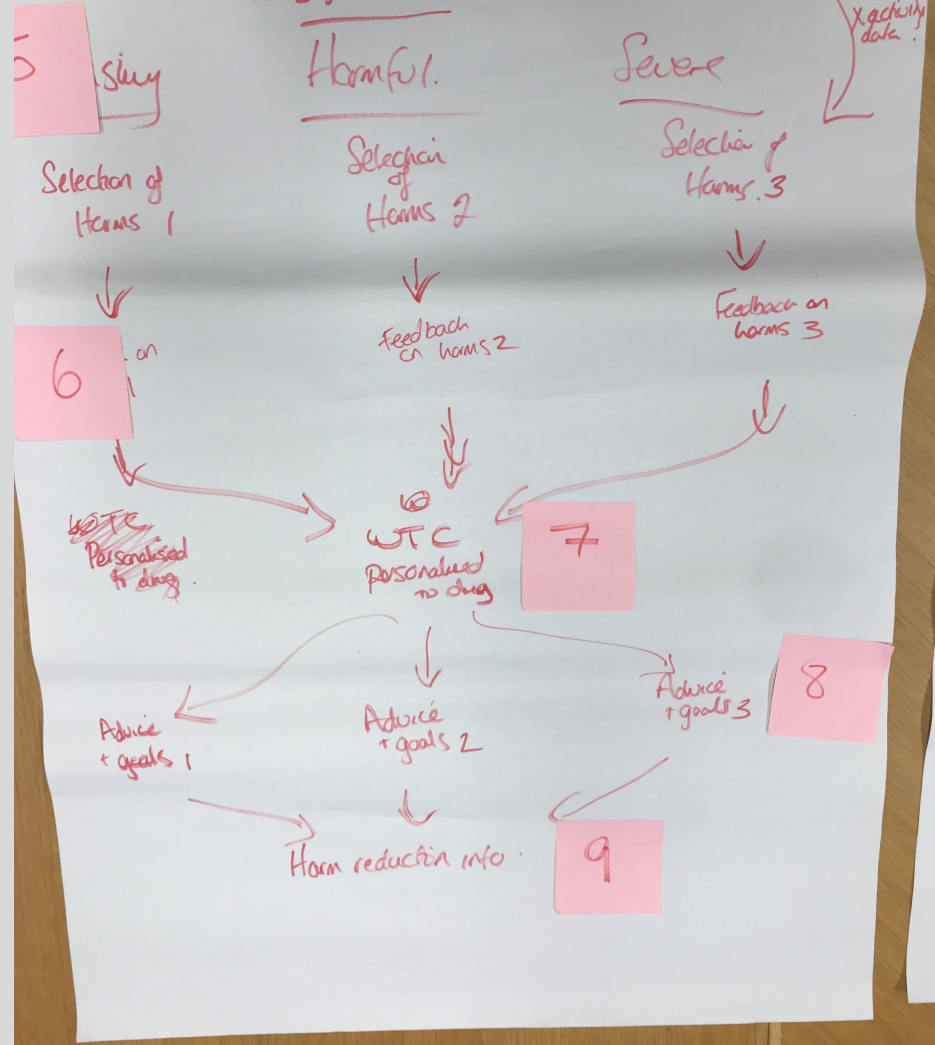 X activity
data.
5
Harmful.
Severe
Selection of
Harms 1
Selection
of
Harms 2
Selection of
Harms. 3
6
on
1
Feedback
on harms 2
Feedback on
harms 3
WTC
Personalised
to drug.
WTC
personalised
to drug
7
Advice
+ goals 1
Advice
+ goals 2
Advice
+ goals 3
8
Harm reduction info.
9